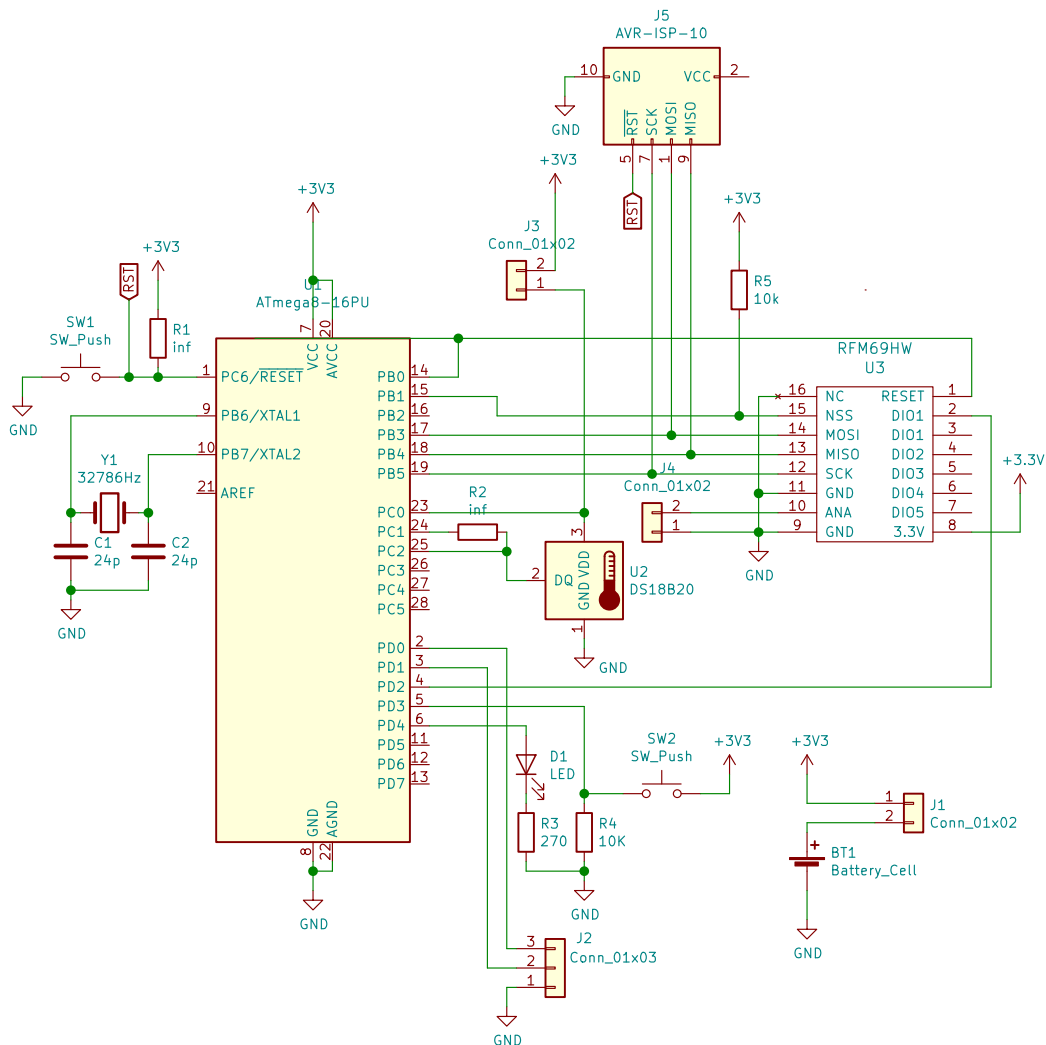 J5
AVR-ISP-10
10 GND VCC 2
RST SCK MOSI MISO
5 7 1 9
GND
RST
+3V3
J3
Conn_01x02
2
1
+3V3
R5
10k
+3V3
RST
+3V3
SW1
SW_Push
R1
inf
GND
U1
ATmega8-16PU
7 20
VCC AVCC
1 PC6/RESET
9 PB6/XTAL1
10 PB7/XTAL2
21 AREF
PB0 14
PB1 15
PB2 16
PB3 17
PB4 18
PB5 19
PC0 23
PC1 24
PC2 25
PC3 26
PC4 27
PC5 28
PD0 2
PD1 3
PD2 4
PD3 5
PD4 6
PD5 11
PD6 12
PD7 13
GND AGND
8 22
GND
Y1
32786Hz
C1
24p
C2
24p
GND
R2
inf
RFM69HW
U3
16 NC RESET 1
15 NSS DIO1 2
14 MOSI DIO1 3
13 MISO DIO2 4
12 SCK DIO3 5
11 GND DIO4 6
10 ANA DIO5 7
9 GND 3.3V 8
+3.3V
J4
Conn_01x02
2
1
GND
3
2 DQ GND VDD
U2
DS18B20
1
GND
D1
LED
R3
270
R4
10K
GND
SW2
SW_Push
+3V3
+3V3
1
2
J1
Conn_01x02
+
BT1
Battery_Cell
GND
3
2
1
J2
Conn_01x03
GND